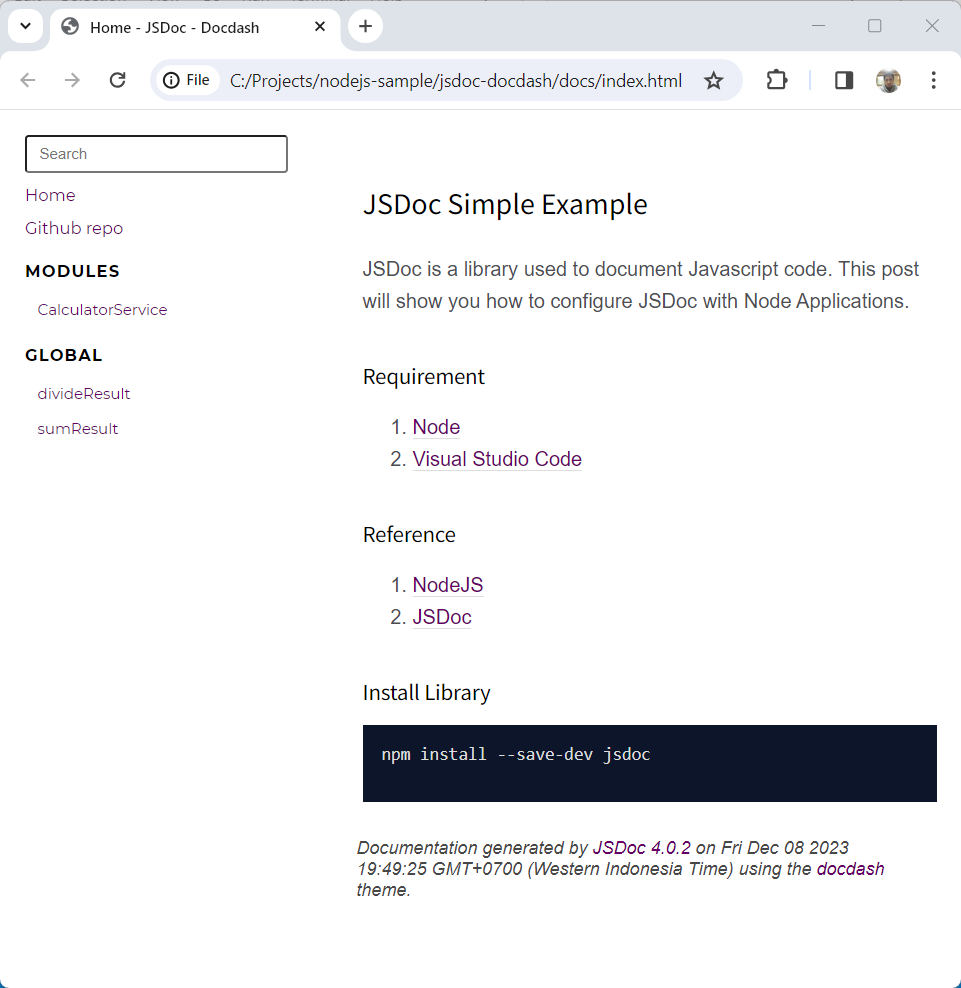 Home - JSDoc - Docdash
File
C:/Projects/nodejs-sample/jsdoc-docdash/docs/index.html
Search
Home
Github repo
MODULES
CalculatorService
GLOBAL
divideResult
sumResult
JSDoc Simple Example
JSDoc is a library used to document Javascript code. This post
will show you how to configure JSDoc with Node Applications.
Requirement
1. Node
2. Visual Studio Code
Reference
1. NodeJS
2. JSDoc
Install Library
npm install --save-dev jsdoc
Documentation generated by JSDoc 4.0.2 on Fri Dec 08 2023
19:49:25 GMT+0700 (Western Indonesia Time) using the docdash
theme.